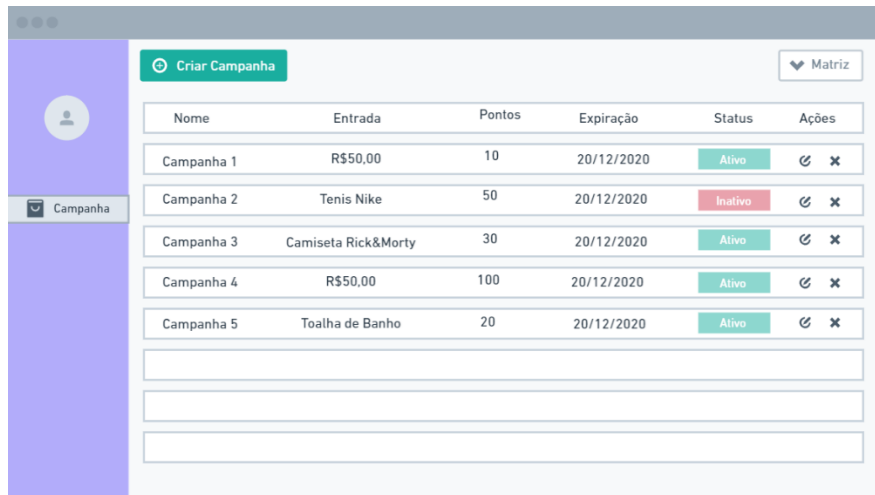 Criar Campanha
Matriz
Nome Entrada Pontos Expiração Status Ações
Campanha 1 R$50,00 10 20/12/2020 Ativo
Campanha
Campanha 2 Tenis Nike 50 20/12/2020 Inativo
Campanha 3 Camiseta Rick&Morty 30 20/12/2020 Ativo
Campanha 4 R$50,00 100 20/12/2020 Ativo
Campanha 5 Toalha de Banho 20 20/12/2020 Ativo